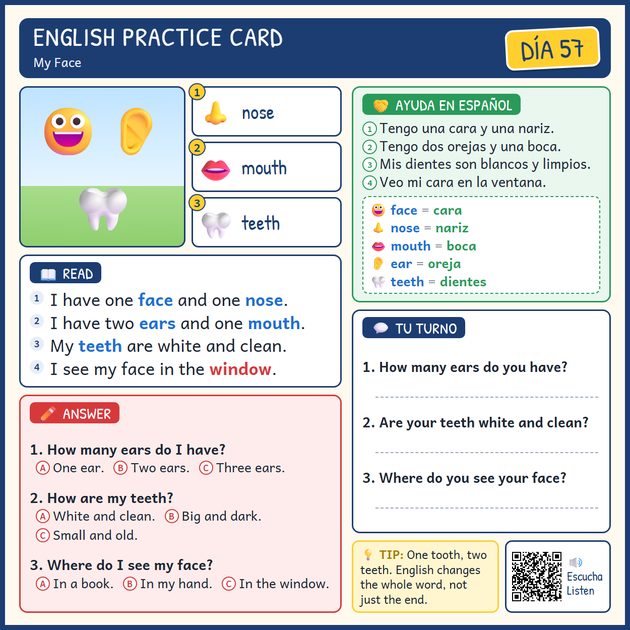 ENGLISH PRACTICE CARD
My Face
DÍA 57
1
nose
2
mouth
3
teeth
READ
1 I have one face and one nose.
2 I have two ears and one mouth.
3 My teeth are white and clean.
4 I see my face in the window.
ANSWER
1. How many ears do I have?
A One ear. B Two ears. C Three ears.
2. How are my teeth?
A White and clean. B Big and dark.
C Small and old.
3. Where do I see my face?
A In a book. B In my hand. C In the window.
AYUDA EN ESPAÑOL
1 Tengo una cara y una nariz.
2 Tengo dos orejas y una boca.
3 Mis dientes son blancos y limpios.
4 Veo mi cara en la ventana.
face = cara
nose = nariz
mouth = boca
ear = oreja
teeth = dientes
TU TURNO
1. How many ears do you have?
2. Are your teeth white and clean?
3. Where do you see your face?
TIP: One tooth, two
teeth. English changes
the whole word, not
just the end.
Escucha
Listen